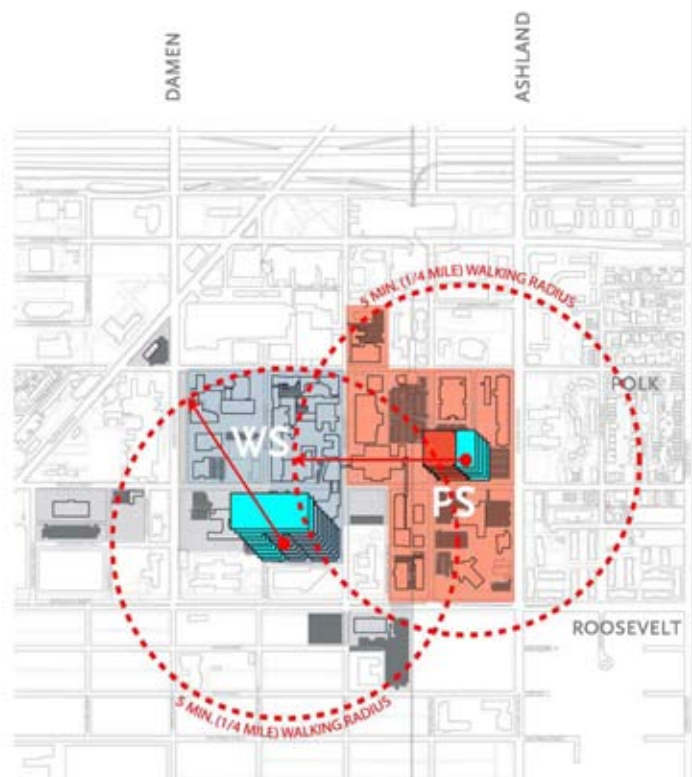 DAMEN
ASHLAND
5 MIN. (1/4 MILE) WALKING RADIUS
POLK
WS
PS
ROOSEVELT
5 MIN. (1/4 MILE) WALKING RADIUS